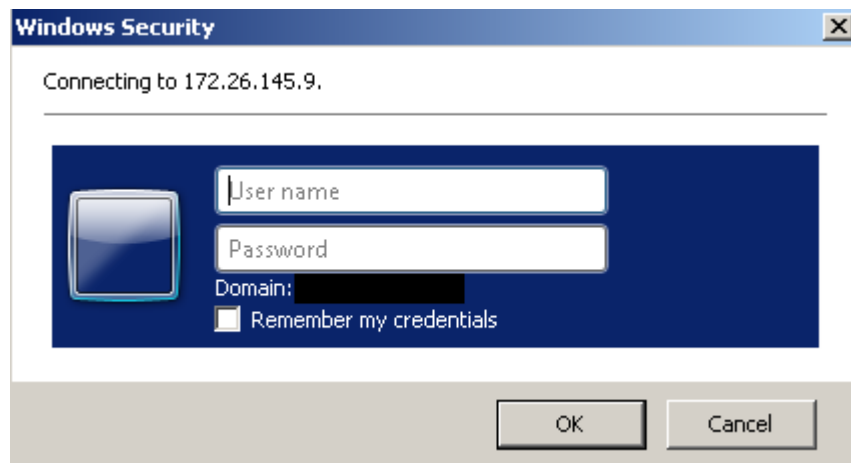 Windows Security
Connecting to 172.26.145.9.
User name
Password
Domain:
Remember my credentials
OK
Cancel